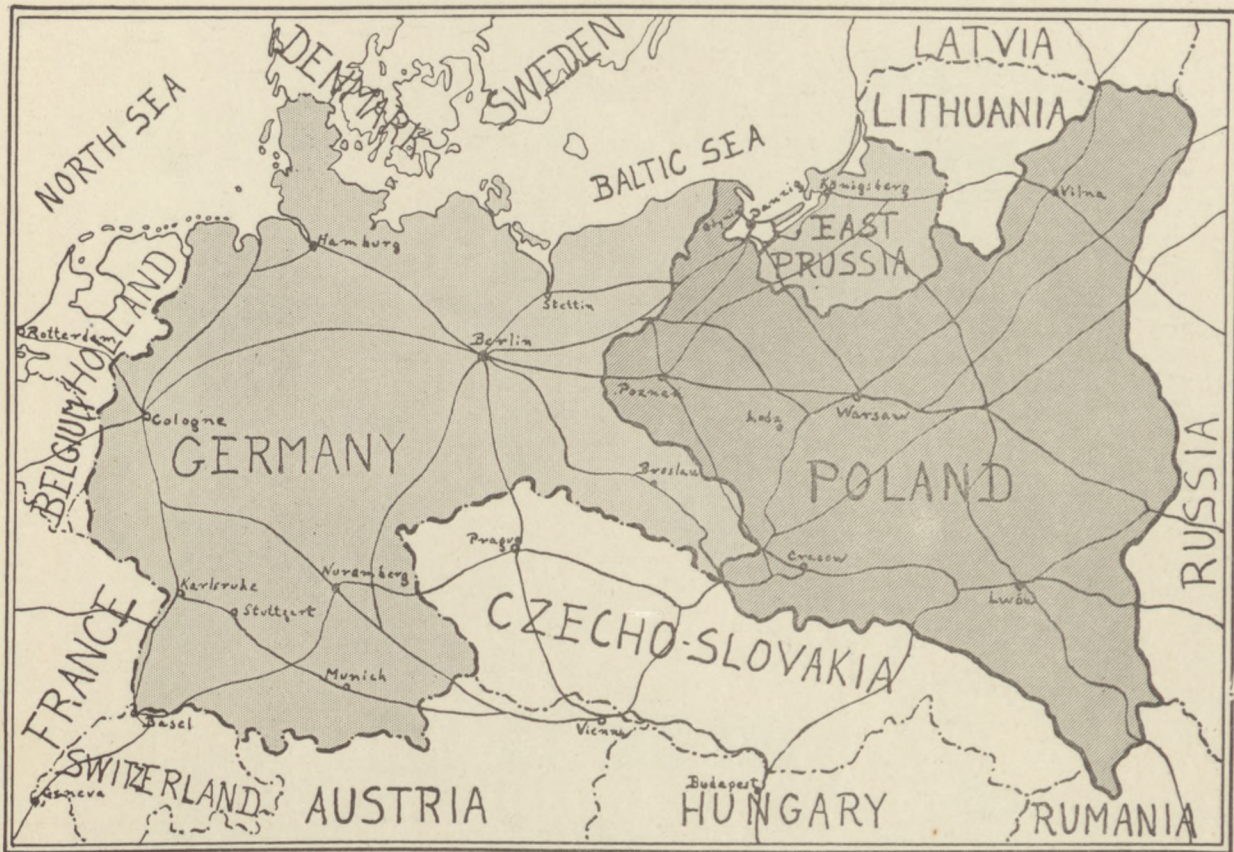 LATVIA
LITHUANIA
DENMARK
SWEDEN
NORTH SEA
BALTIC SEA
Danzig
Königsberg
Vilna
EAST
PRUSSIA
Hamburg
HOLLAND
Stettin
Rotterdam
Berlin
Poznan
Warsaw
Lodz
Cologne
BELGIUM
GERMANY
POLAND
Breslau
RUSSIA
Prague
Cracow
Nuremberg
Karlsruhe
Stuttgart
Lwów
CZECHO-SLOVAKIA
FRANCE
Munich
Basel
Vienna
SWITZERLAND
Geneva
AUSTRIA
Budapest
HUNGARY
RUMANIA